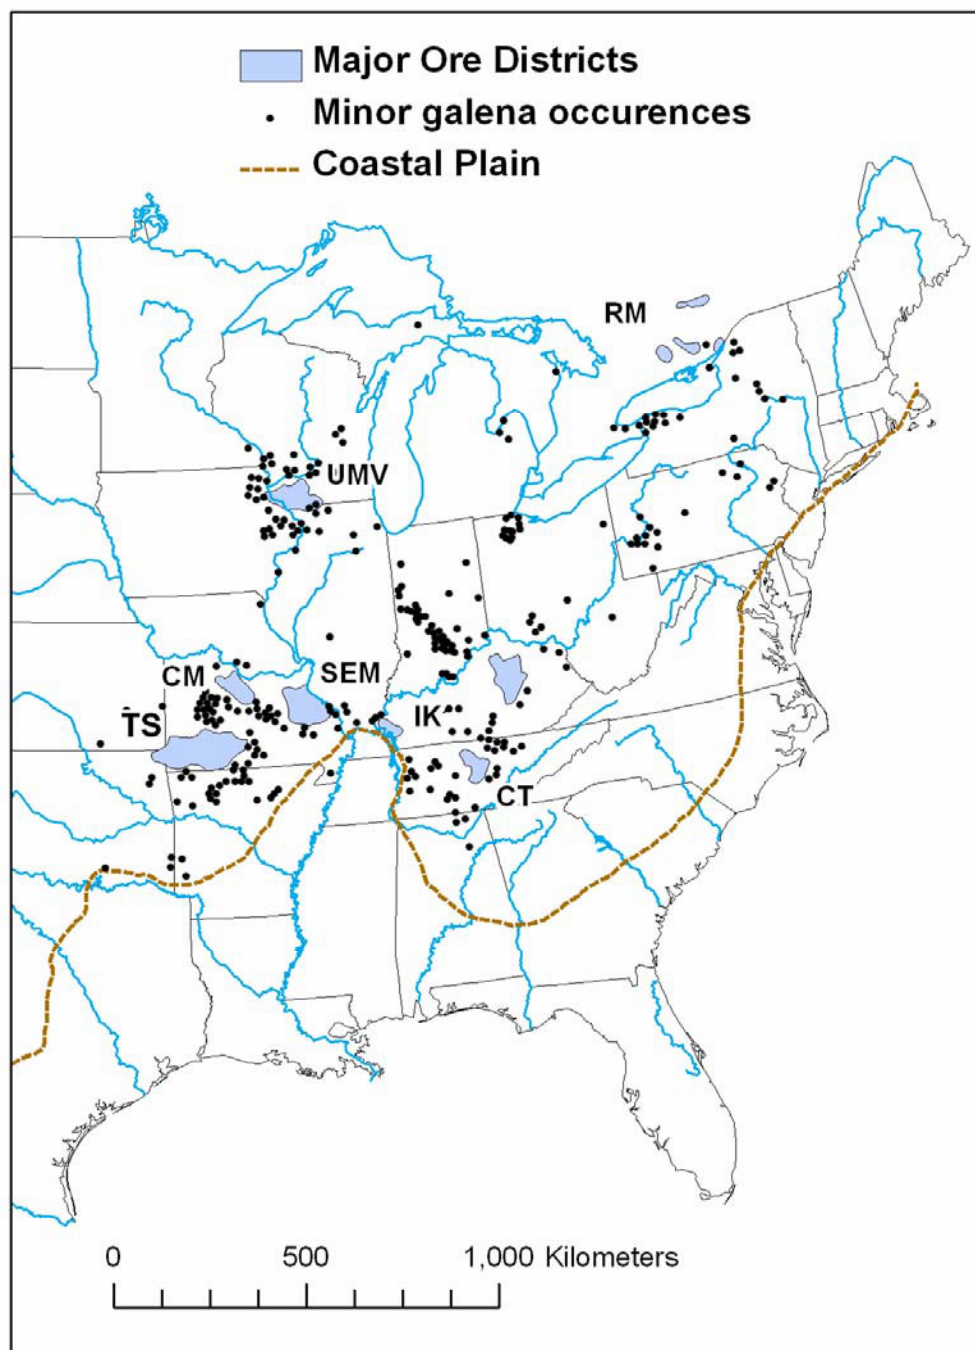 Major Ore Districts
Minor galena occurences
Coastal Plain
RM
UMV
CM
SEM
TS
IK
CT
0 500 1,000 Kilometers